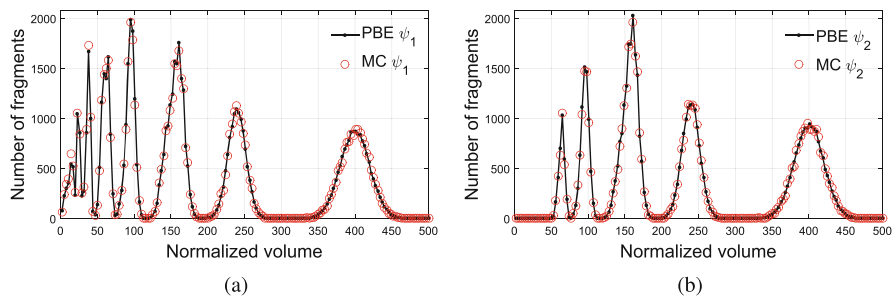 PBE ψ₁
MC ψ₁
Number of fragments
2000
1500
1000
500
0
0 50 100 150 200 250 300 350 400 450 500
Normalized volume
(a)
PBE ψ₂
MC ψ₂
Number of fragments
2000
1500
1000
500
0
0 50 100 150 200 250 300 350 400 450 500
Normalized volume
(b)